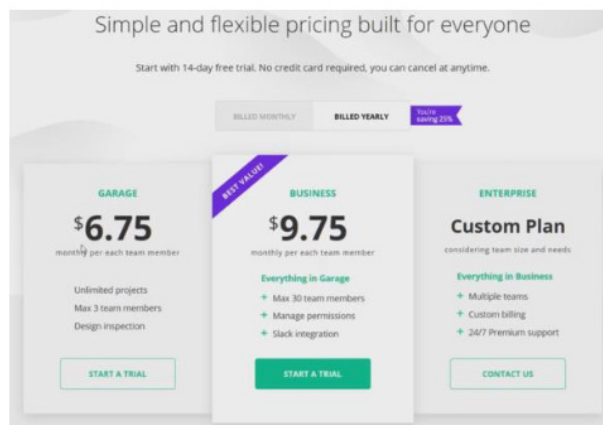 Simple and flexible pricing built for everyone
Start with 14-day free trial. No credit card required, you can cancel at anytime.
BILLED MONTHLY
BILLED YEARLY
You're
saving 25%
GARAGE
$6.75
monthly per each team member
Unlimited projects
Max 3 team members
Design inspection
START A TRIAL
BEST VALUE!
BUSINESS
$9.75
monthly per each team member
Everything in Garage
+ Max 30 team members
+ Manage permissions
+ Slack integration
START A TRIAL
ENTERPRISE
Custom Plan
considering team size and needs
Everything in Business
+ Multiple teams
+ Custom billing
+ 24/7 Premium support
CONTACT US